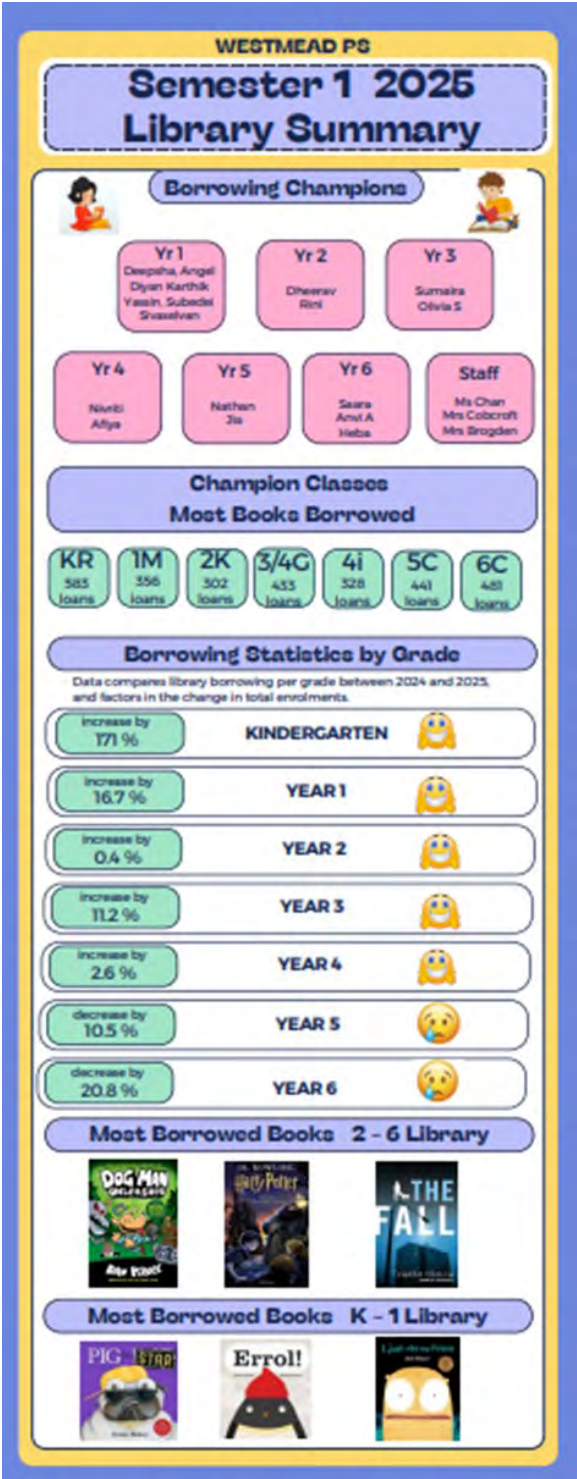 WESTMEAD PS
Semester 1 2025
Library Summary
Borrowing Champions
Yr 1
Deepsha, Angel
Diyan Karthik
Yassin, Subedei
Sivaselvan
Yr 2
Dheerav
Rini
Yr 3
Sumaira
Olivia S
Yr 4
Nivriti
Afiya
Yr 5
Nathan
Jia
Yr 6
Saara
Anvi A
Heba
Staff
Ms Chan
Mrs Cobcroft
Mrs Brogden
Champion Classes
Most Books Borrowed
KR
583
loans
1M
356
loans
2K
302
loans
3/4G
433
loans
4i
328
loans
5C
441
loans
6C
481
loans
Borrowing Statistics by Grade
Data compares library borrowing per grade between 2024 and 2025,
and factors in the change in total enrolments.
increase by
171 %
KINDERGARTEN
increase by
16.7 %
YEAR 1
increase by
0.4 %
YEAR 2
increase by
11.2 %
YEAR 3
increase by
2.6 %
YEAR 4
decrease by
10.5 %
YEAR 5
decrease by
20.8 %
YEAR 6
Most Borrowed Books 2 - 6 Library
DOG MAN
UNLEASHED
DAV PILKEY
J.K. ROWLING
Harry Potter
THE
FALL
Most Borrowed Books K - 1 Library
PIG THE STAR
Errol!